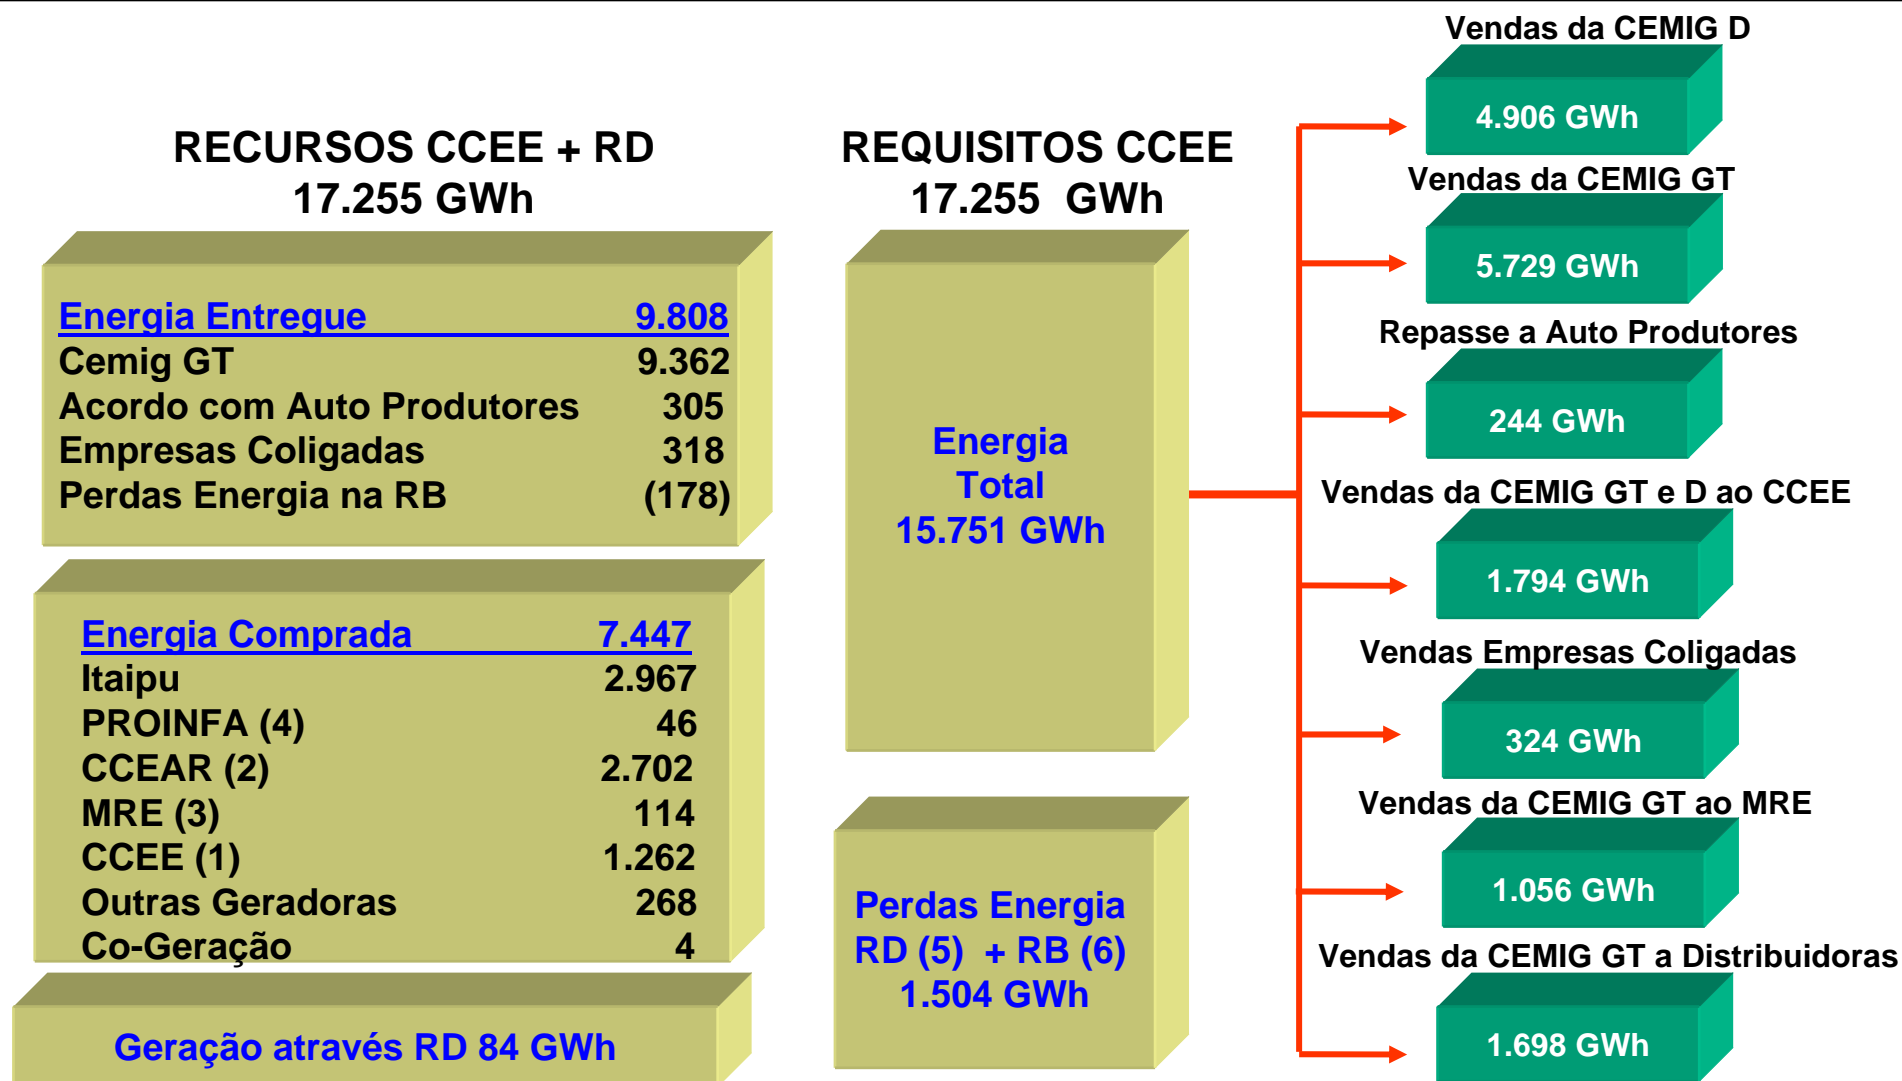 RECURSOS CCEE + RD
17.255 GWh
Energia Entregue 9.808
Cemig GT 9.362
Acordo com Auto Produtores 305
Empresas Coligadas 318
Perdas Energia na RB (178)
Energia Comprada 7.447
Itaipu 2.967
PROINFA (4) 46
CCEAR (2) 2.702
MRE (3) 114
CCEE (1) 1.262
Outras Geradoras 268
Co-Geração 4
Geração através RD 84 GWh
REQUISITOS CCEE
17.255 GWh
Energia
Total
15.751 GWh
Perdas Energia
RD (5) + RB (6)
1.504 GWh
Vendas da CEMIG D
4.906 GWh
Vendas da CEMIG GT
5.729 GWh
Repasse a Auto Produtores
244 GWh
Vendas da CEMIG GT e D ao CCEE
1.794 GWh
Vendas Empresas Coligadas
324 GWh
Vendas da CEMIG GT ao MRE
1.056 GWh
Vendas da CEMIG GT a Distribuidoras
1.698 GWh